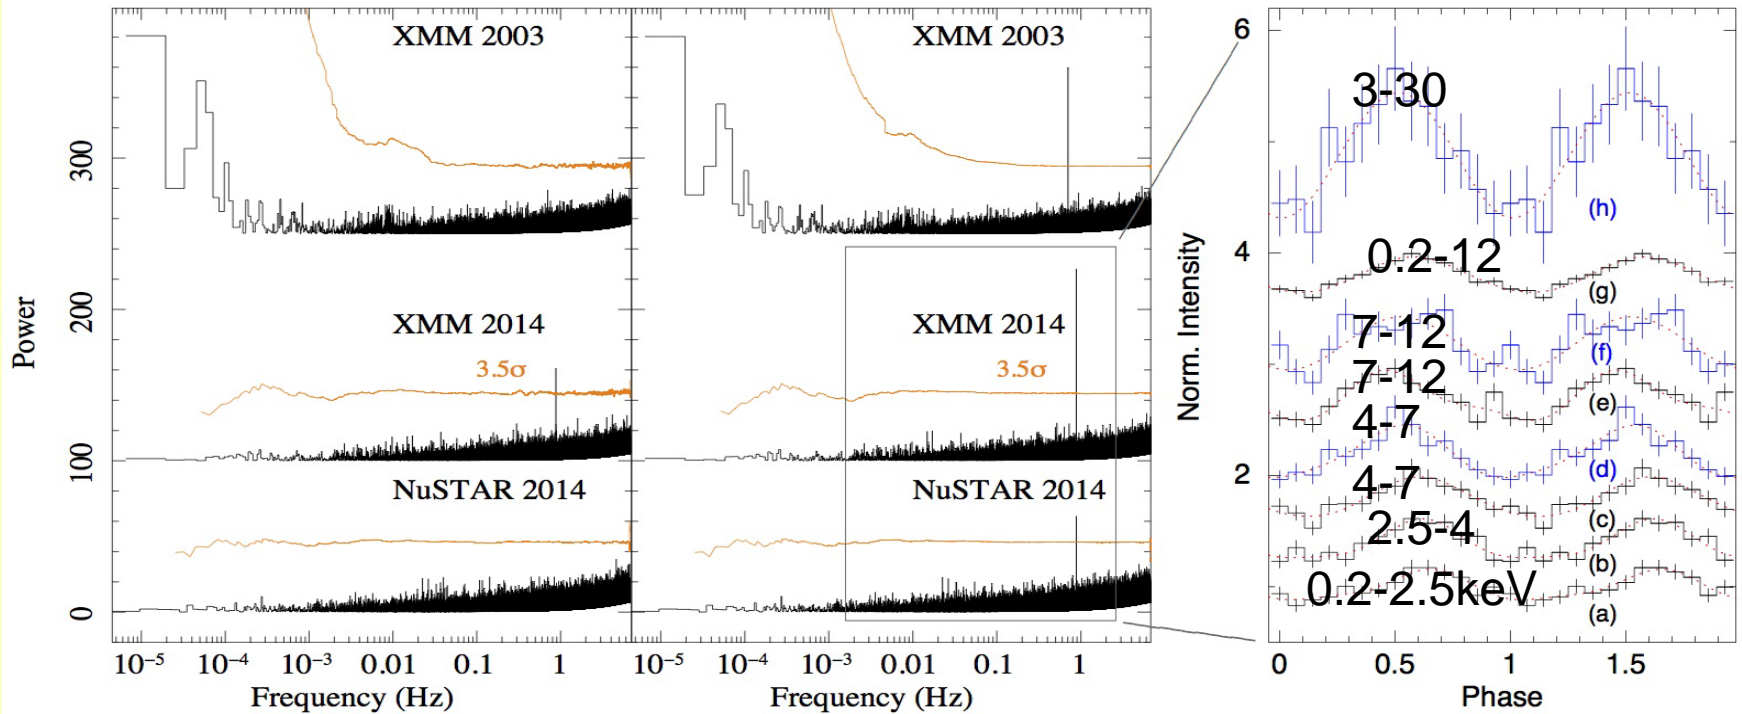 Power
300
200
100
0
XMM 2003
XMM 2014
3.5σ
NuSTAR 2014
10⁻⁵ 10⁻⁴ 10⁻³ 0.01 0.1 1
Frequency (Hz)
XMM 2003
XMM 2014
3.5σ
NuSTAR 2014
10⁻⁵ 10⁻⁴ 10⁻³ 0.01 0.1 1
Frequency (Hz)
Norm. Intensity
6
4
2
3-30
(h)
0.2-12
(g)
7-12
(f)
7-12
(e)
4-7
(d)
4-7
(c)
2.5-4
(b)
0.2-2.5keV
(a)
0 0.5 1 1.5
Phase